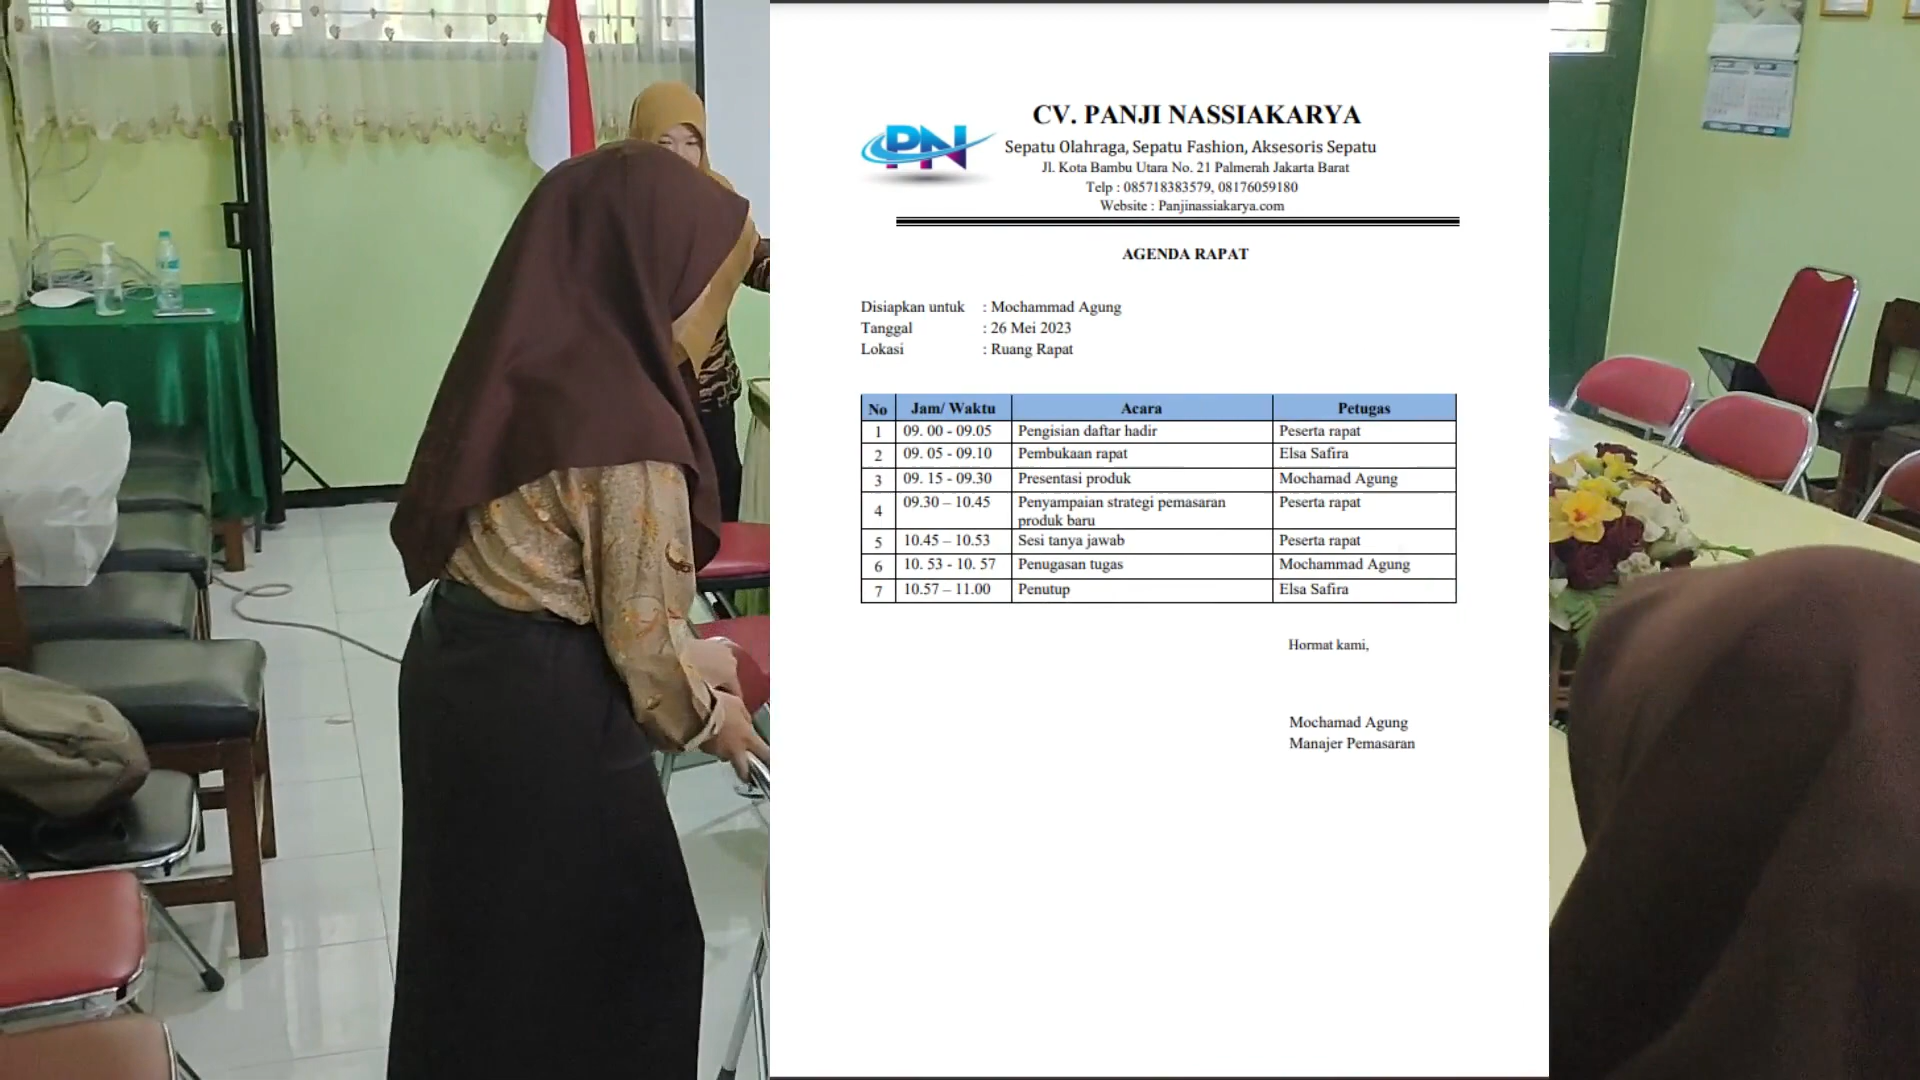 PN
CV. PANJI NASSIAKARYA
Sepatu Olahraga, Sepatu Fashion, Aksesoris Sepatu
Jl. Kota Bambu Utara No. 21 Palmerah Jakarta Barat
Telp : 085718383579, 08176059180
Website : Panjinassiakarya.com
AGENDA RAPAT
Disiapkan untuk : Mochammad Agung
Tanggal : 26 Mei 2023
Lokasi : Ruang Rapat
No Jam/ Waktu Acara Petugas
1 09. 00 - 09.05 Pengisian daftar hadir Peserta rapat
2 09. 05 - 09.10 Pembukaan rapat Elsa Safira
3 09. 15 - 09.30 Presentasi produk Mochamad Agung
4 09.30 – 10.45 Penyampaian strategi pemasaran Peserta rapat
produk baru
5 10.45 – 10.53 Sesi tanya jawab Peserta rapat
6 10. 53 - 10. 57 Penugasan tugas Mochammad Agung
7 10.57 – 11.00 Penutup Elsa Safira
Hormat kami,
Mochamad Agung
Manajer Pemasaran